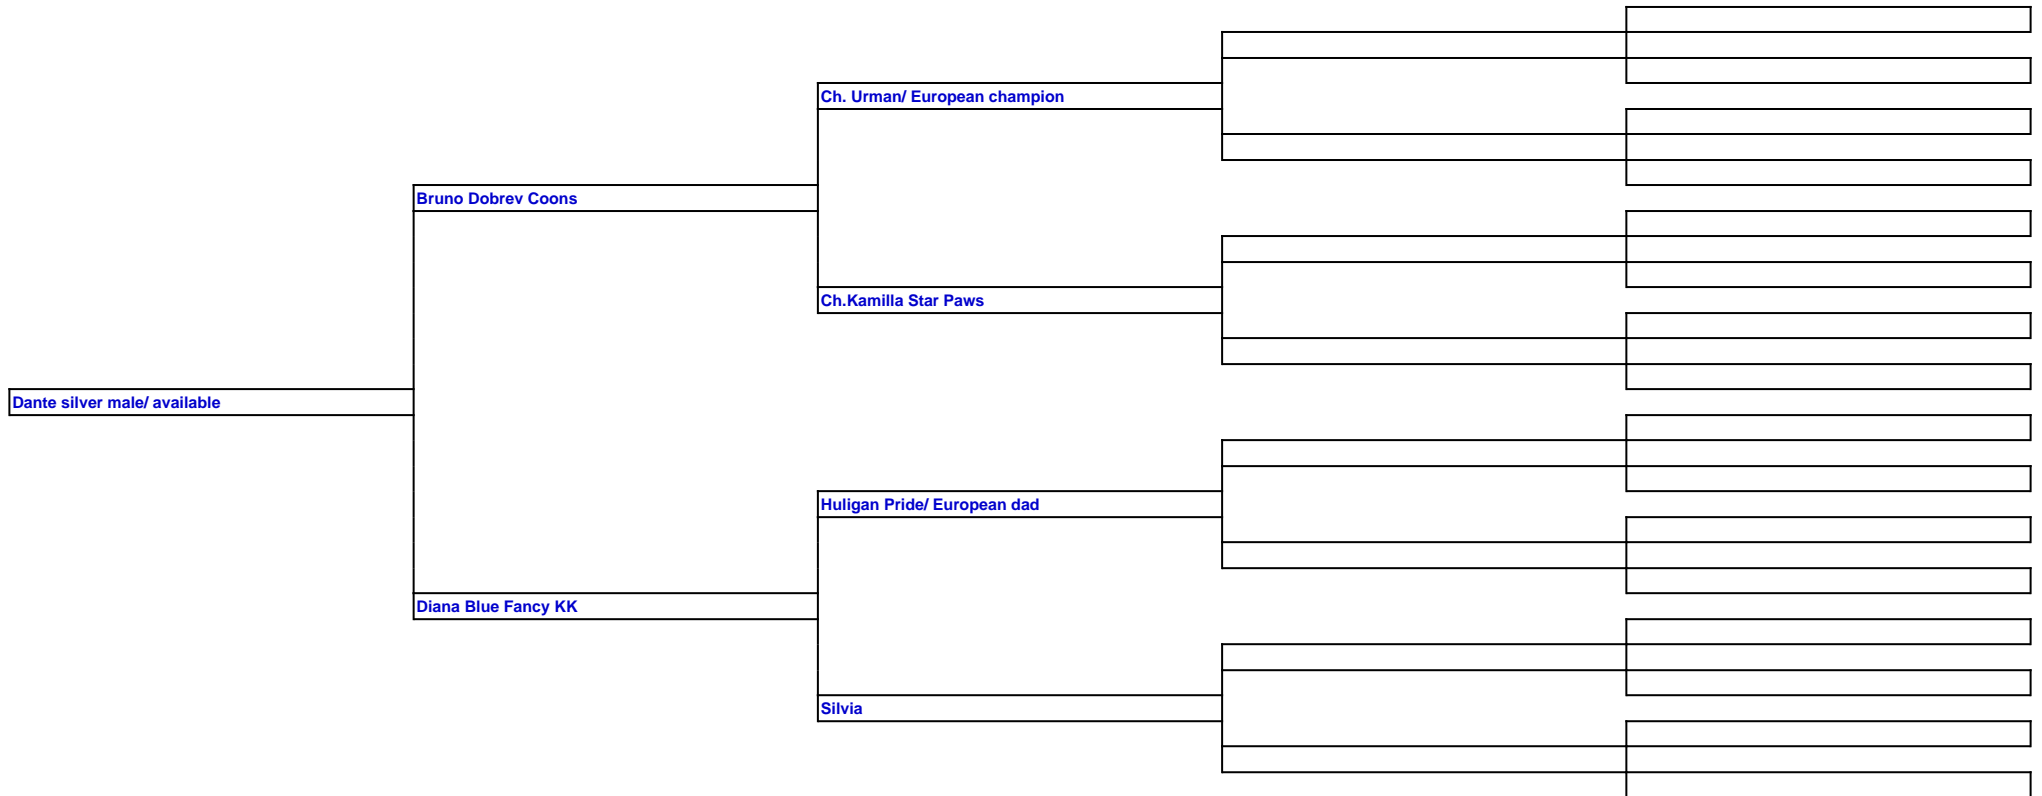 Ch. Urman/ European champion
Bruno Dobrev Coons
Ch.Kamilla Star Paws
Dante silver male/ available
Huligan Pride/ European dad
Diana Blue Fancy KK
Silvia